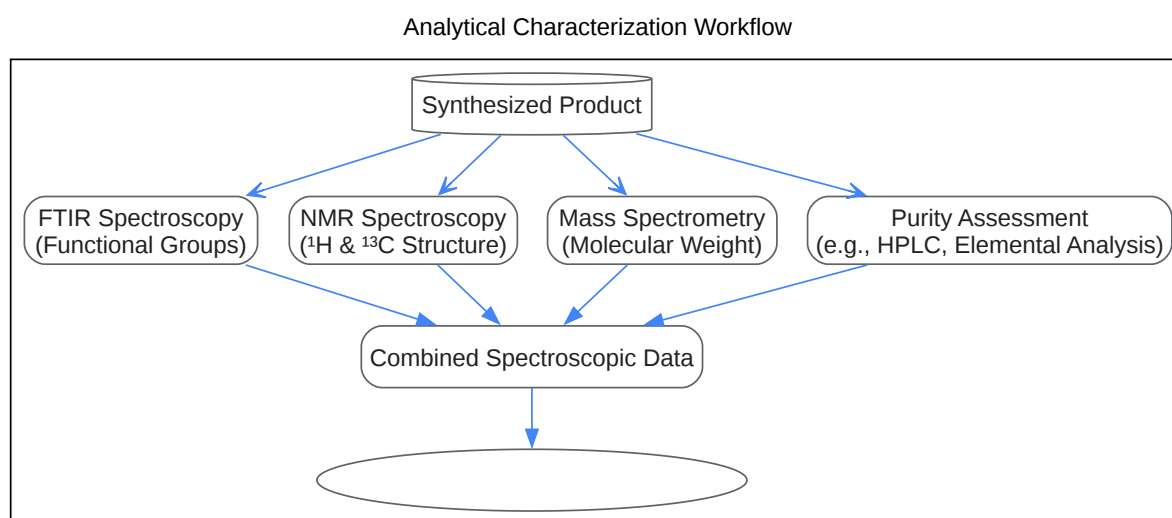 Analytical Characterization Workflow
Synthesized Product
FTIR Spectroscopy
(Functional Groups)
NMR Spectroscopy
(¹H & ¹³C Structure)
Mass Spectrometry
(Molecular Weight)
Purity Assessment
(e.g., HPLC, Elemental Analysis)
Combined Spectroscopic Data